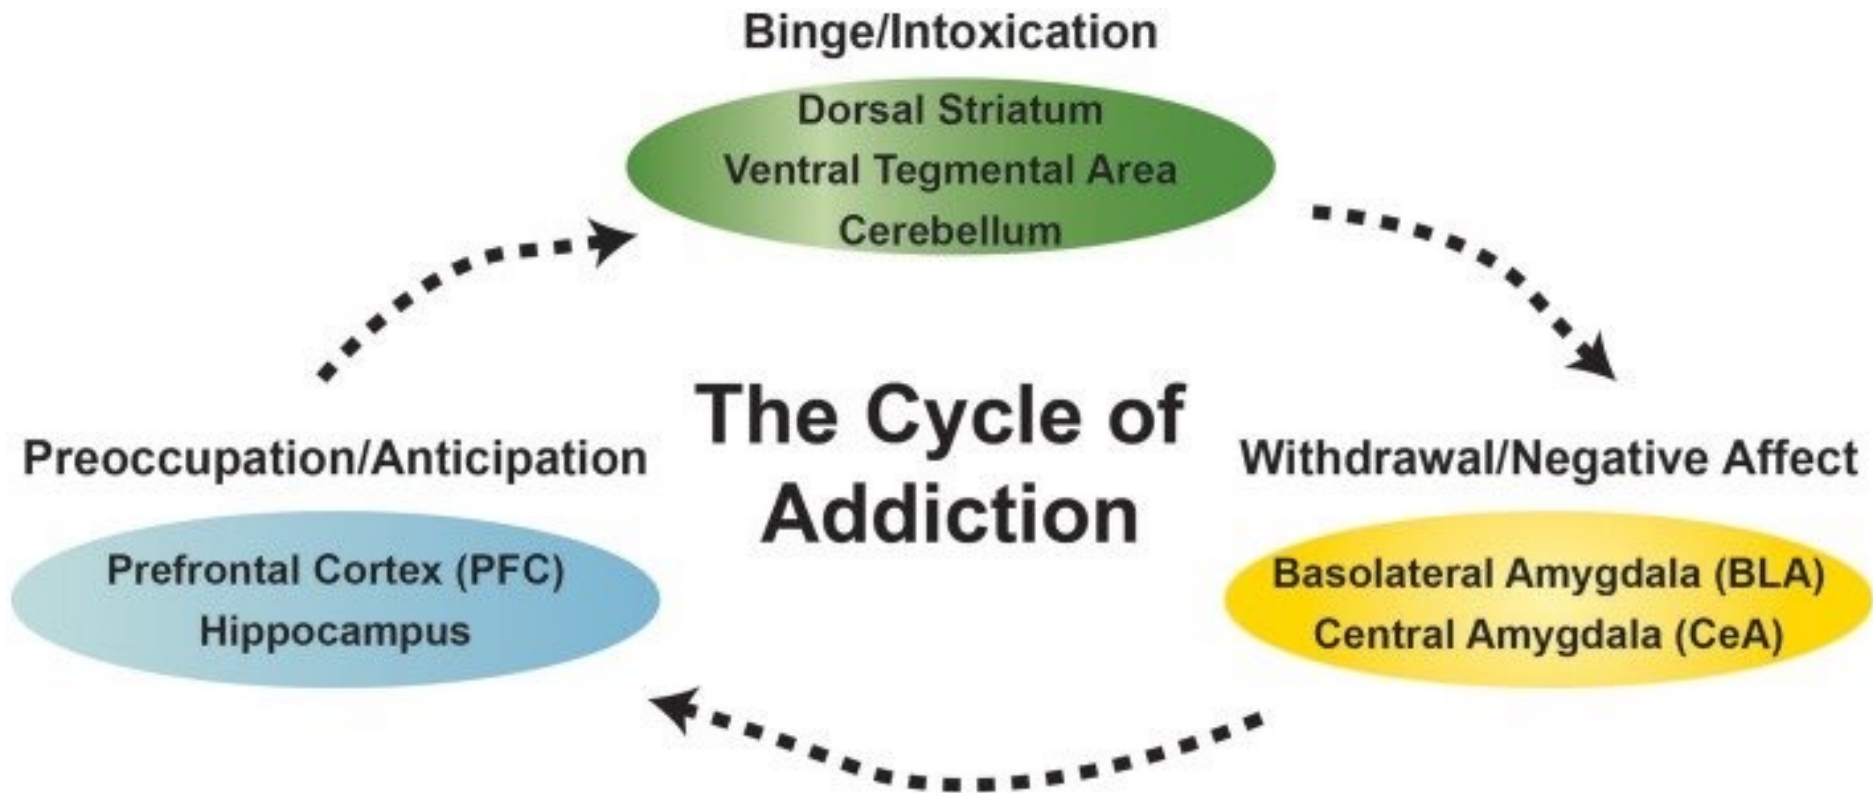 Binge/Intoxication
Dorsal Striatum
Ventral Tegmental Area
Cerebellum
The Cycle of
Addiction
Preoccupation/Anticipation
Prefrontal Cortex (PFC)
Hippocampus
Withdrawal/Negative Affect
Basolateral Amygdala (BLA)
Central Amygdala (CeA)